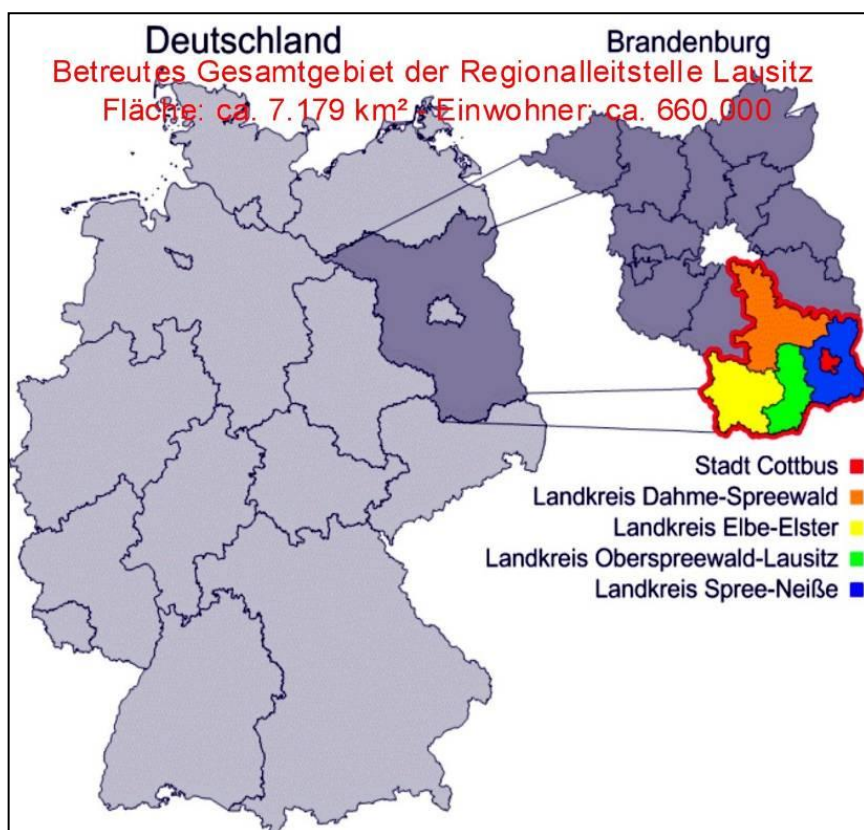 Deutschland
Brandenburg
Betreutes Gesamtgebiet der Regionalleitstelle Lausitz
Fläche: ca. 7.179 km² - Einwohner: ca. 660.000
Stadt Cottbus
Landkreis Dahme-Spreewald
Landkreis Elbe-Elster
Landkreis Oberspreewald-Lausitz
Landkreis Spree-Neiße